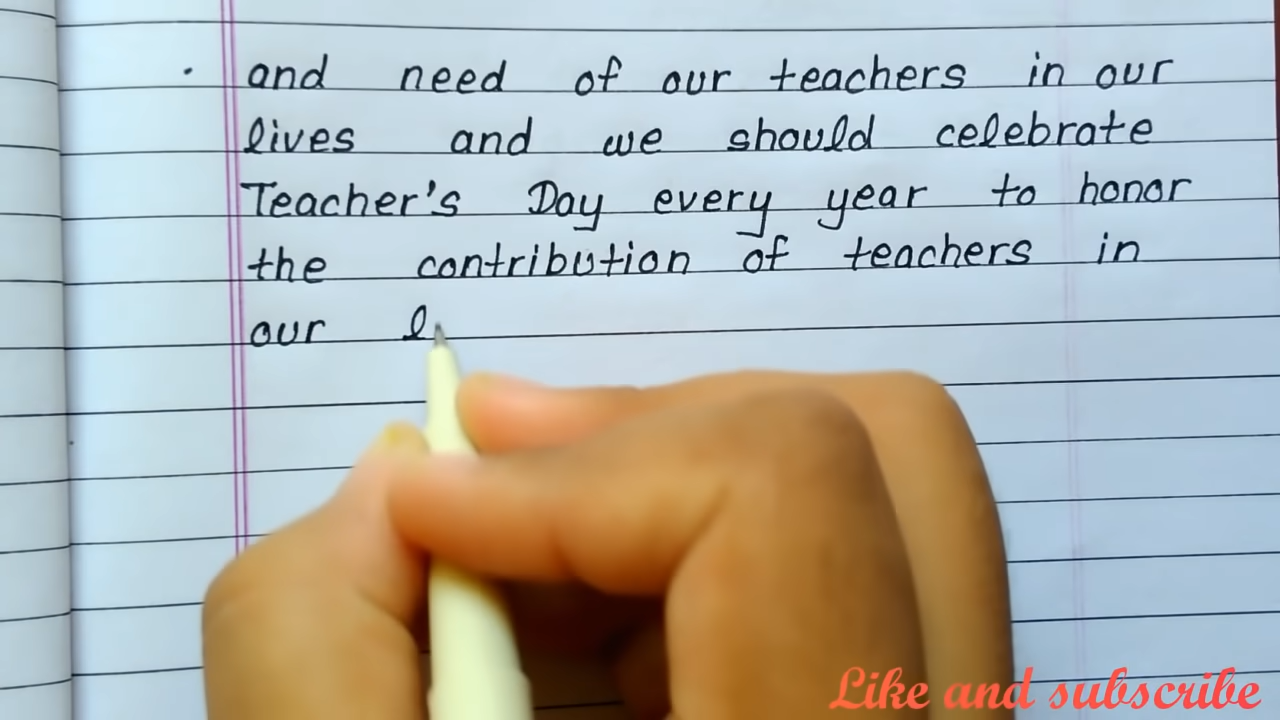 and need of our teachers in our
lives and we should celebrate
Teacher's Day every year to honor
the contribution of teachers in
our l
Like and subscribe